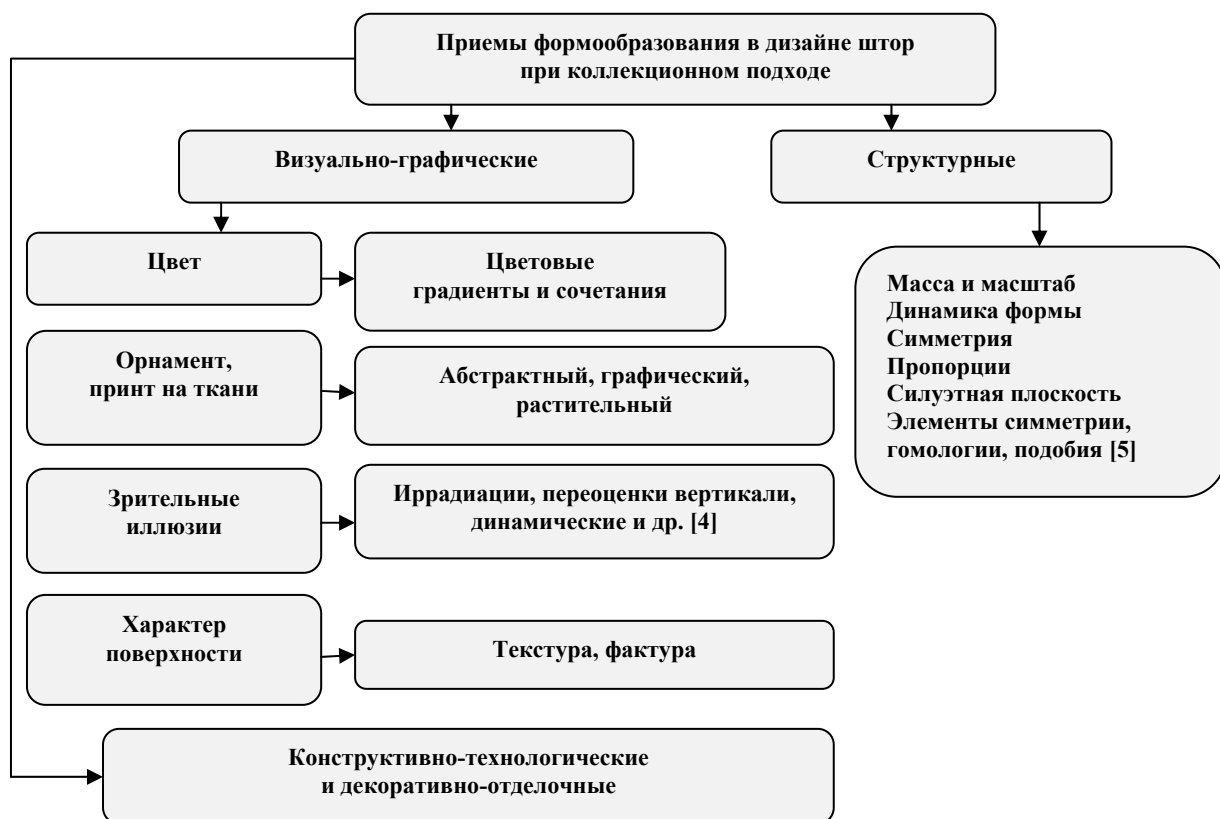 Приемы формообразования в дизайне штор
при коллекционном подходе
Визуально-графические
Структурные
Цвет
Цветовые
градиенты и сочетания
Масса и масштаб
Динамика формы
Симметрия
Пропорции
Силуэтная плоскость
Элементы симметрии,
гомологии, подобия [5]
Орнамент,
принт на ткани
Абстрактный, графический,
растительный
Зрительные
иллюзии
Иррадиации, переоценки вертикали,
динамические и др. [4]
Характер
поверхности
Текстура, фактура
Конструктивно-технологические
и декоративно-отделочные